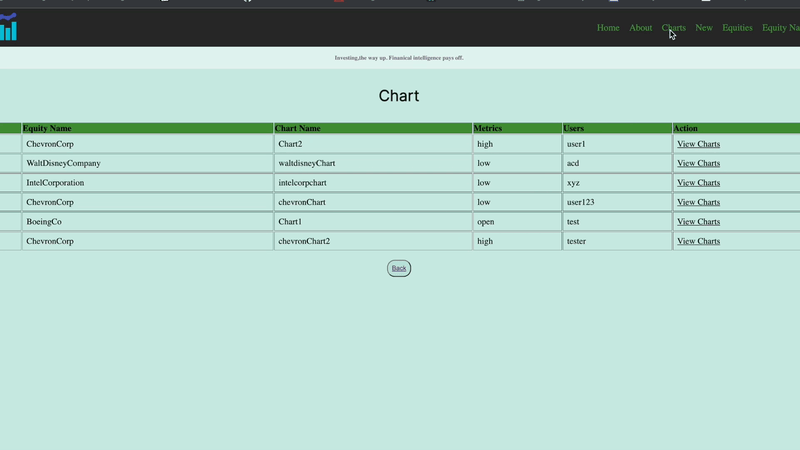 Home About Charts New Equities Equity Na
Investing,the way up. Finanical intelligence pays off.
Chart
Equity Name Chart Name Metrics Users Action
ChevronCorp Chart2 high user1 View Charts
WaltDisneyCompany waltdisneyChart low acd View Charts
IntelCorporation intelcorpchart low xyz View Charts
ChevronCorp chevronChart low user123 View Charts
BoeingCo Chart1 open test View Charts
ChevronCorp chevronChart2 high tester View Charts
Back